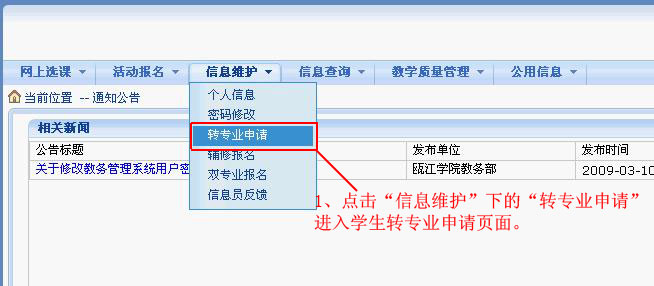 网上选课 活动报名 信息维护 信息查询 教学质量管理 公用信息
当前位置 -- 通知公告
个人信息
密码修改
转专业申请
辅修报名
双专业报名
信息员反馈
相关新闻
公告标题 发布单位 发布时间
关于修改教务管理系统用户密 瓯江学院教务部 2009-03-10
1、点击“信息维护”下的“转专业申请”
进入学生转专业申请页面。